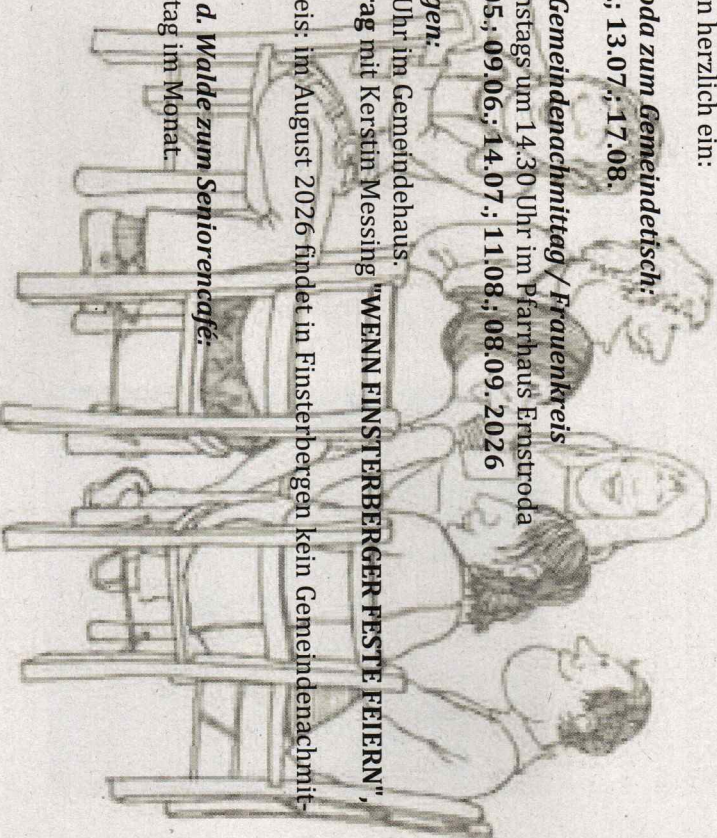 n herzlich ein:
oda zum Gemeindetisch:
; 13.07.; 17.08.
Gemeindenachmittag / Frauenkreis
nstags um 14.30 Uhr im Pfarrhaus Ernstroda
05.; 09.06.; 14.07.; 11.08.; 08.09. 2026
gen:
Uhr im Gemeindehaus.
rag mit Kerstin Messing "WENN FINSTERBERGER FESTE FEIERN",
eis: im August 2026 findet in Finsterbergen kein Gemeindenachmit-
d. Walde zum Seniorencafé:
tag im Monat.